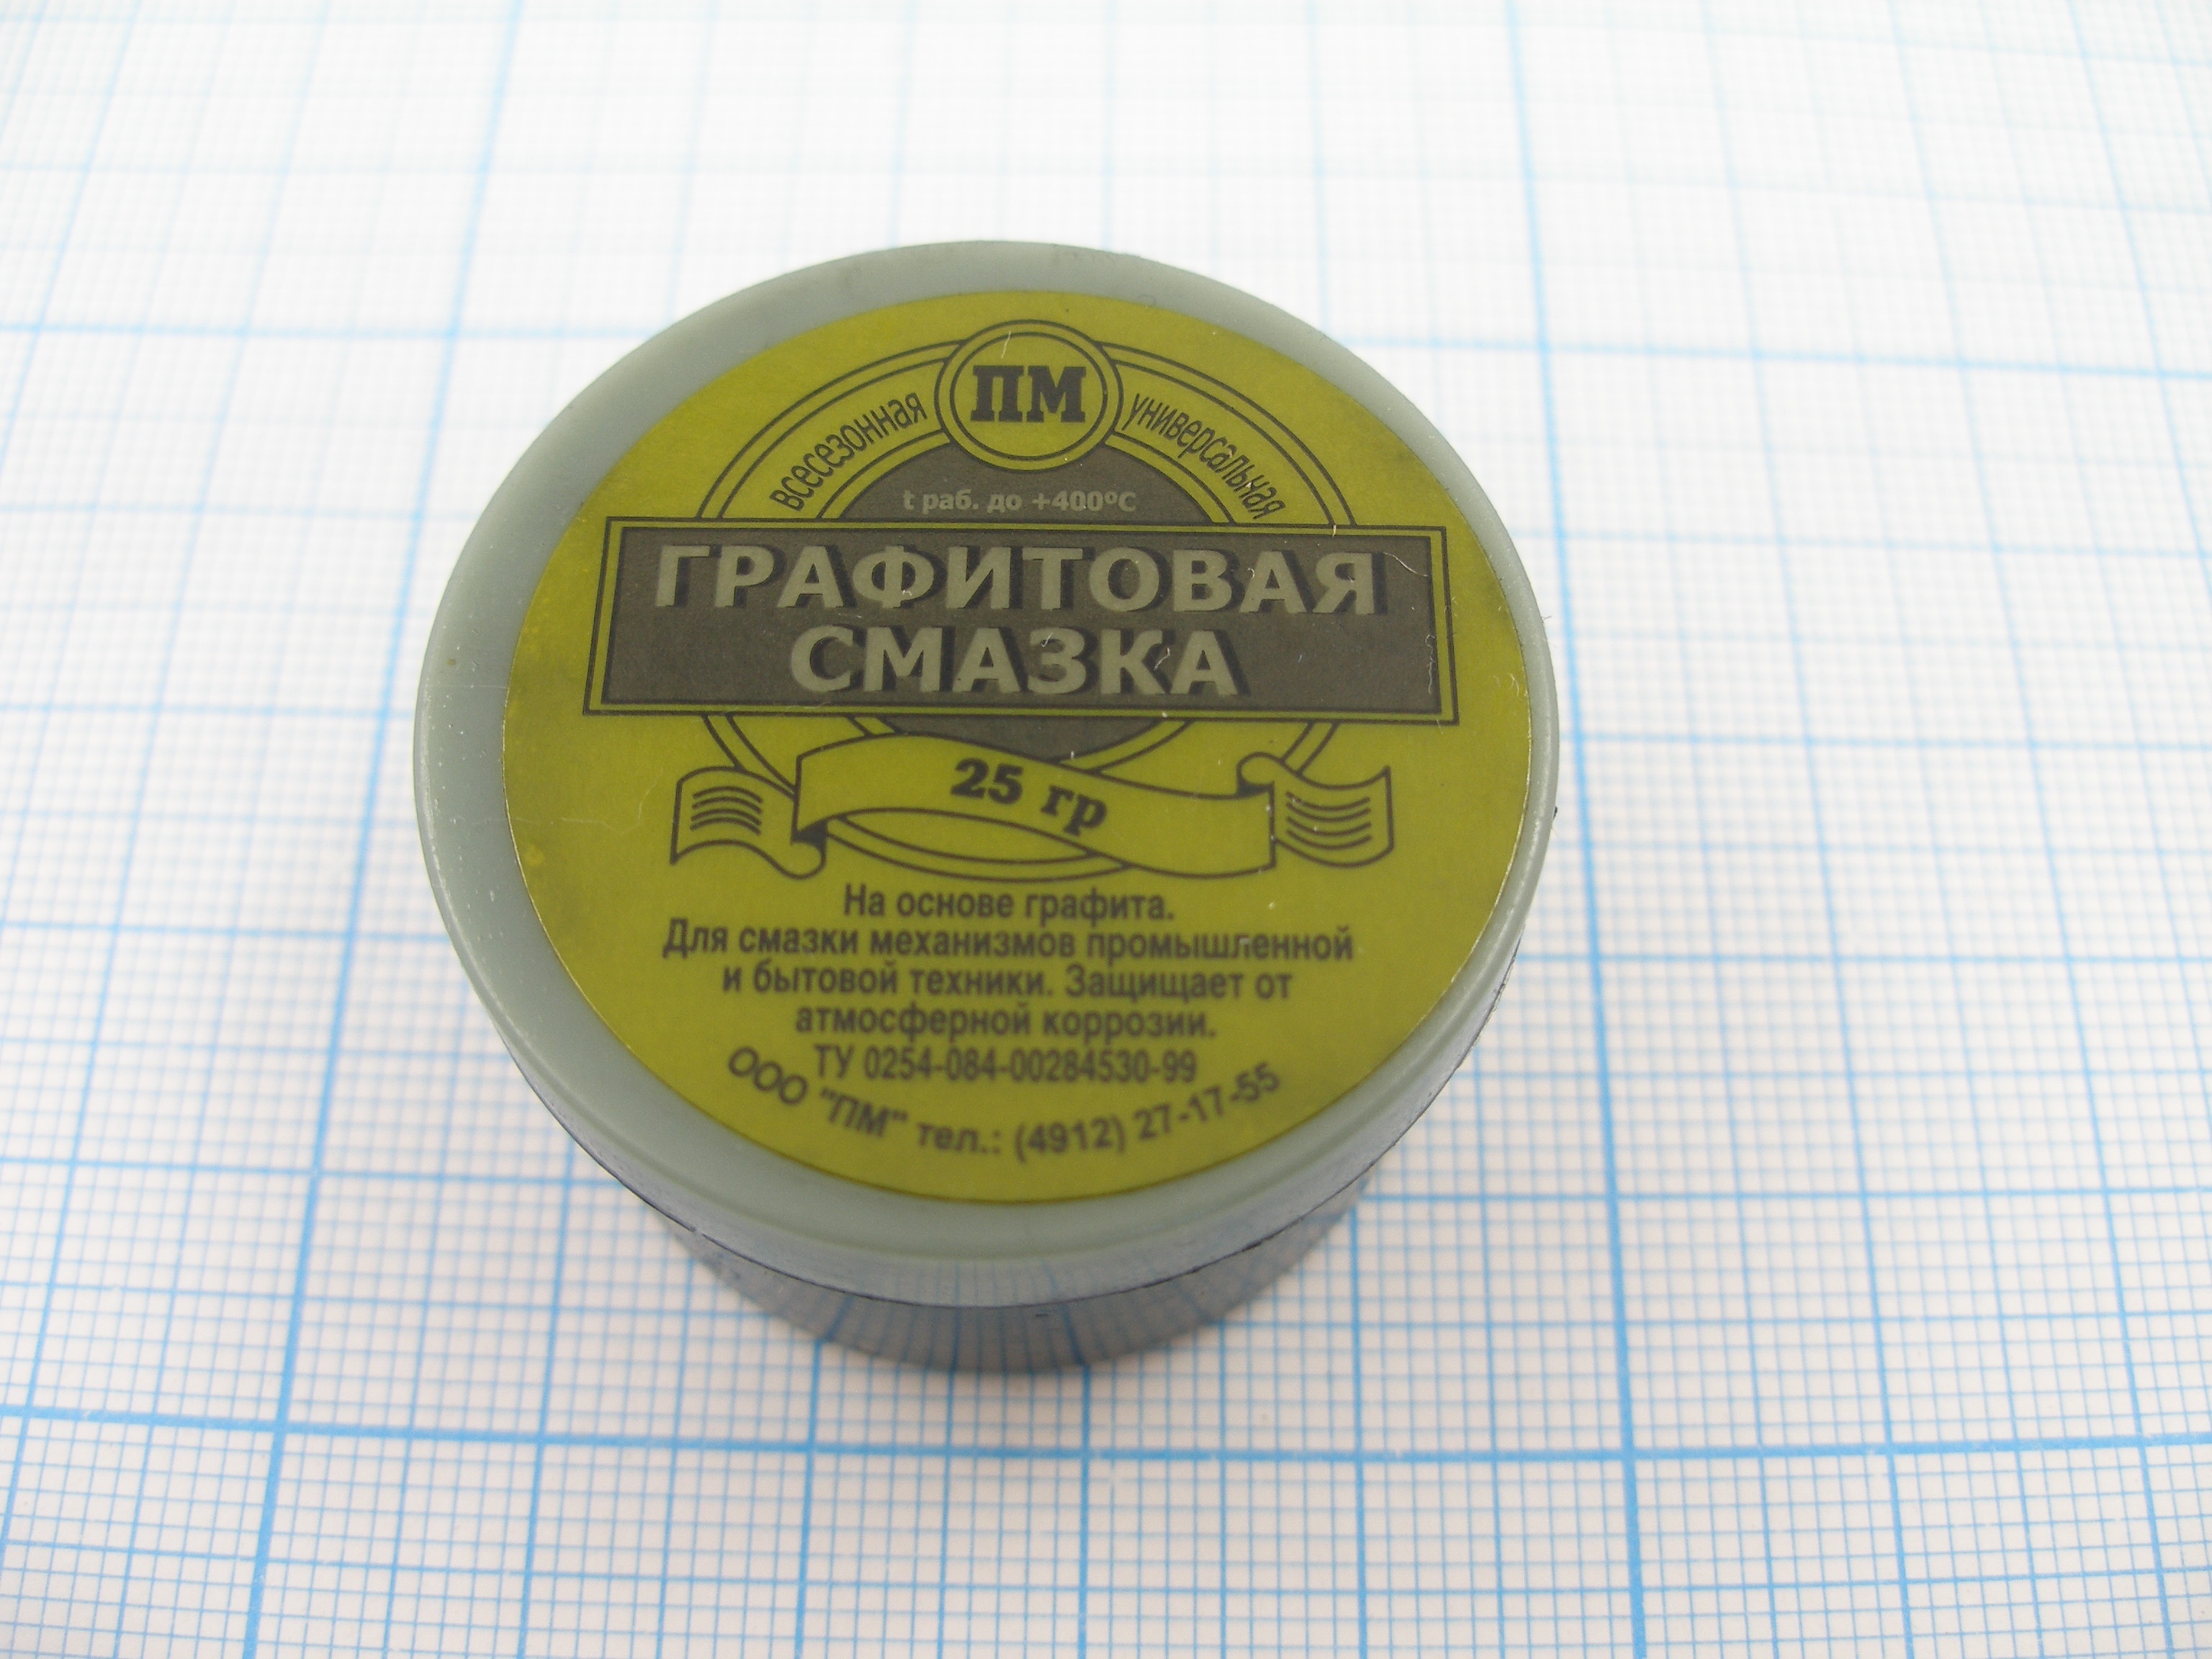 ПМ
всесезонная универсальная
t раб. до +400ºС
ГРАФИТОВАЯ
СМАЗКА
25 гр
На основе графита.
Для смазки механизмов промышленной
и бытовой техники. Защищает от
атмосферной коррозии.
ТУ 0254-084-00284530-99
ООО "ПМ" тел.: (4912) 27-17-55